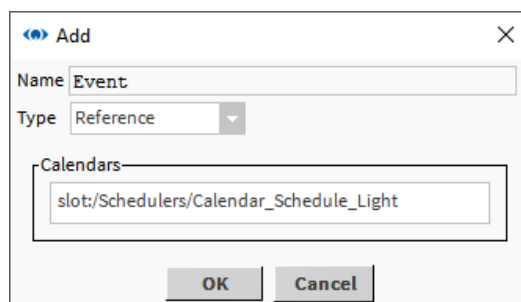 Add
Name Event
Type Reference
Calendars
slot:/Schedulers/Calendar_Schedule_Light
OK Cancel